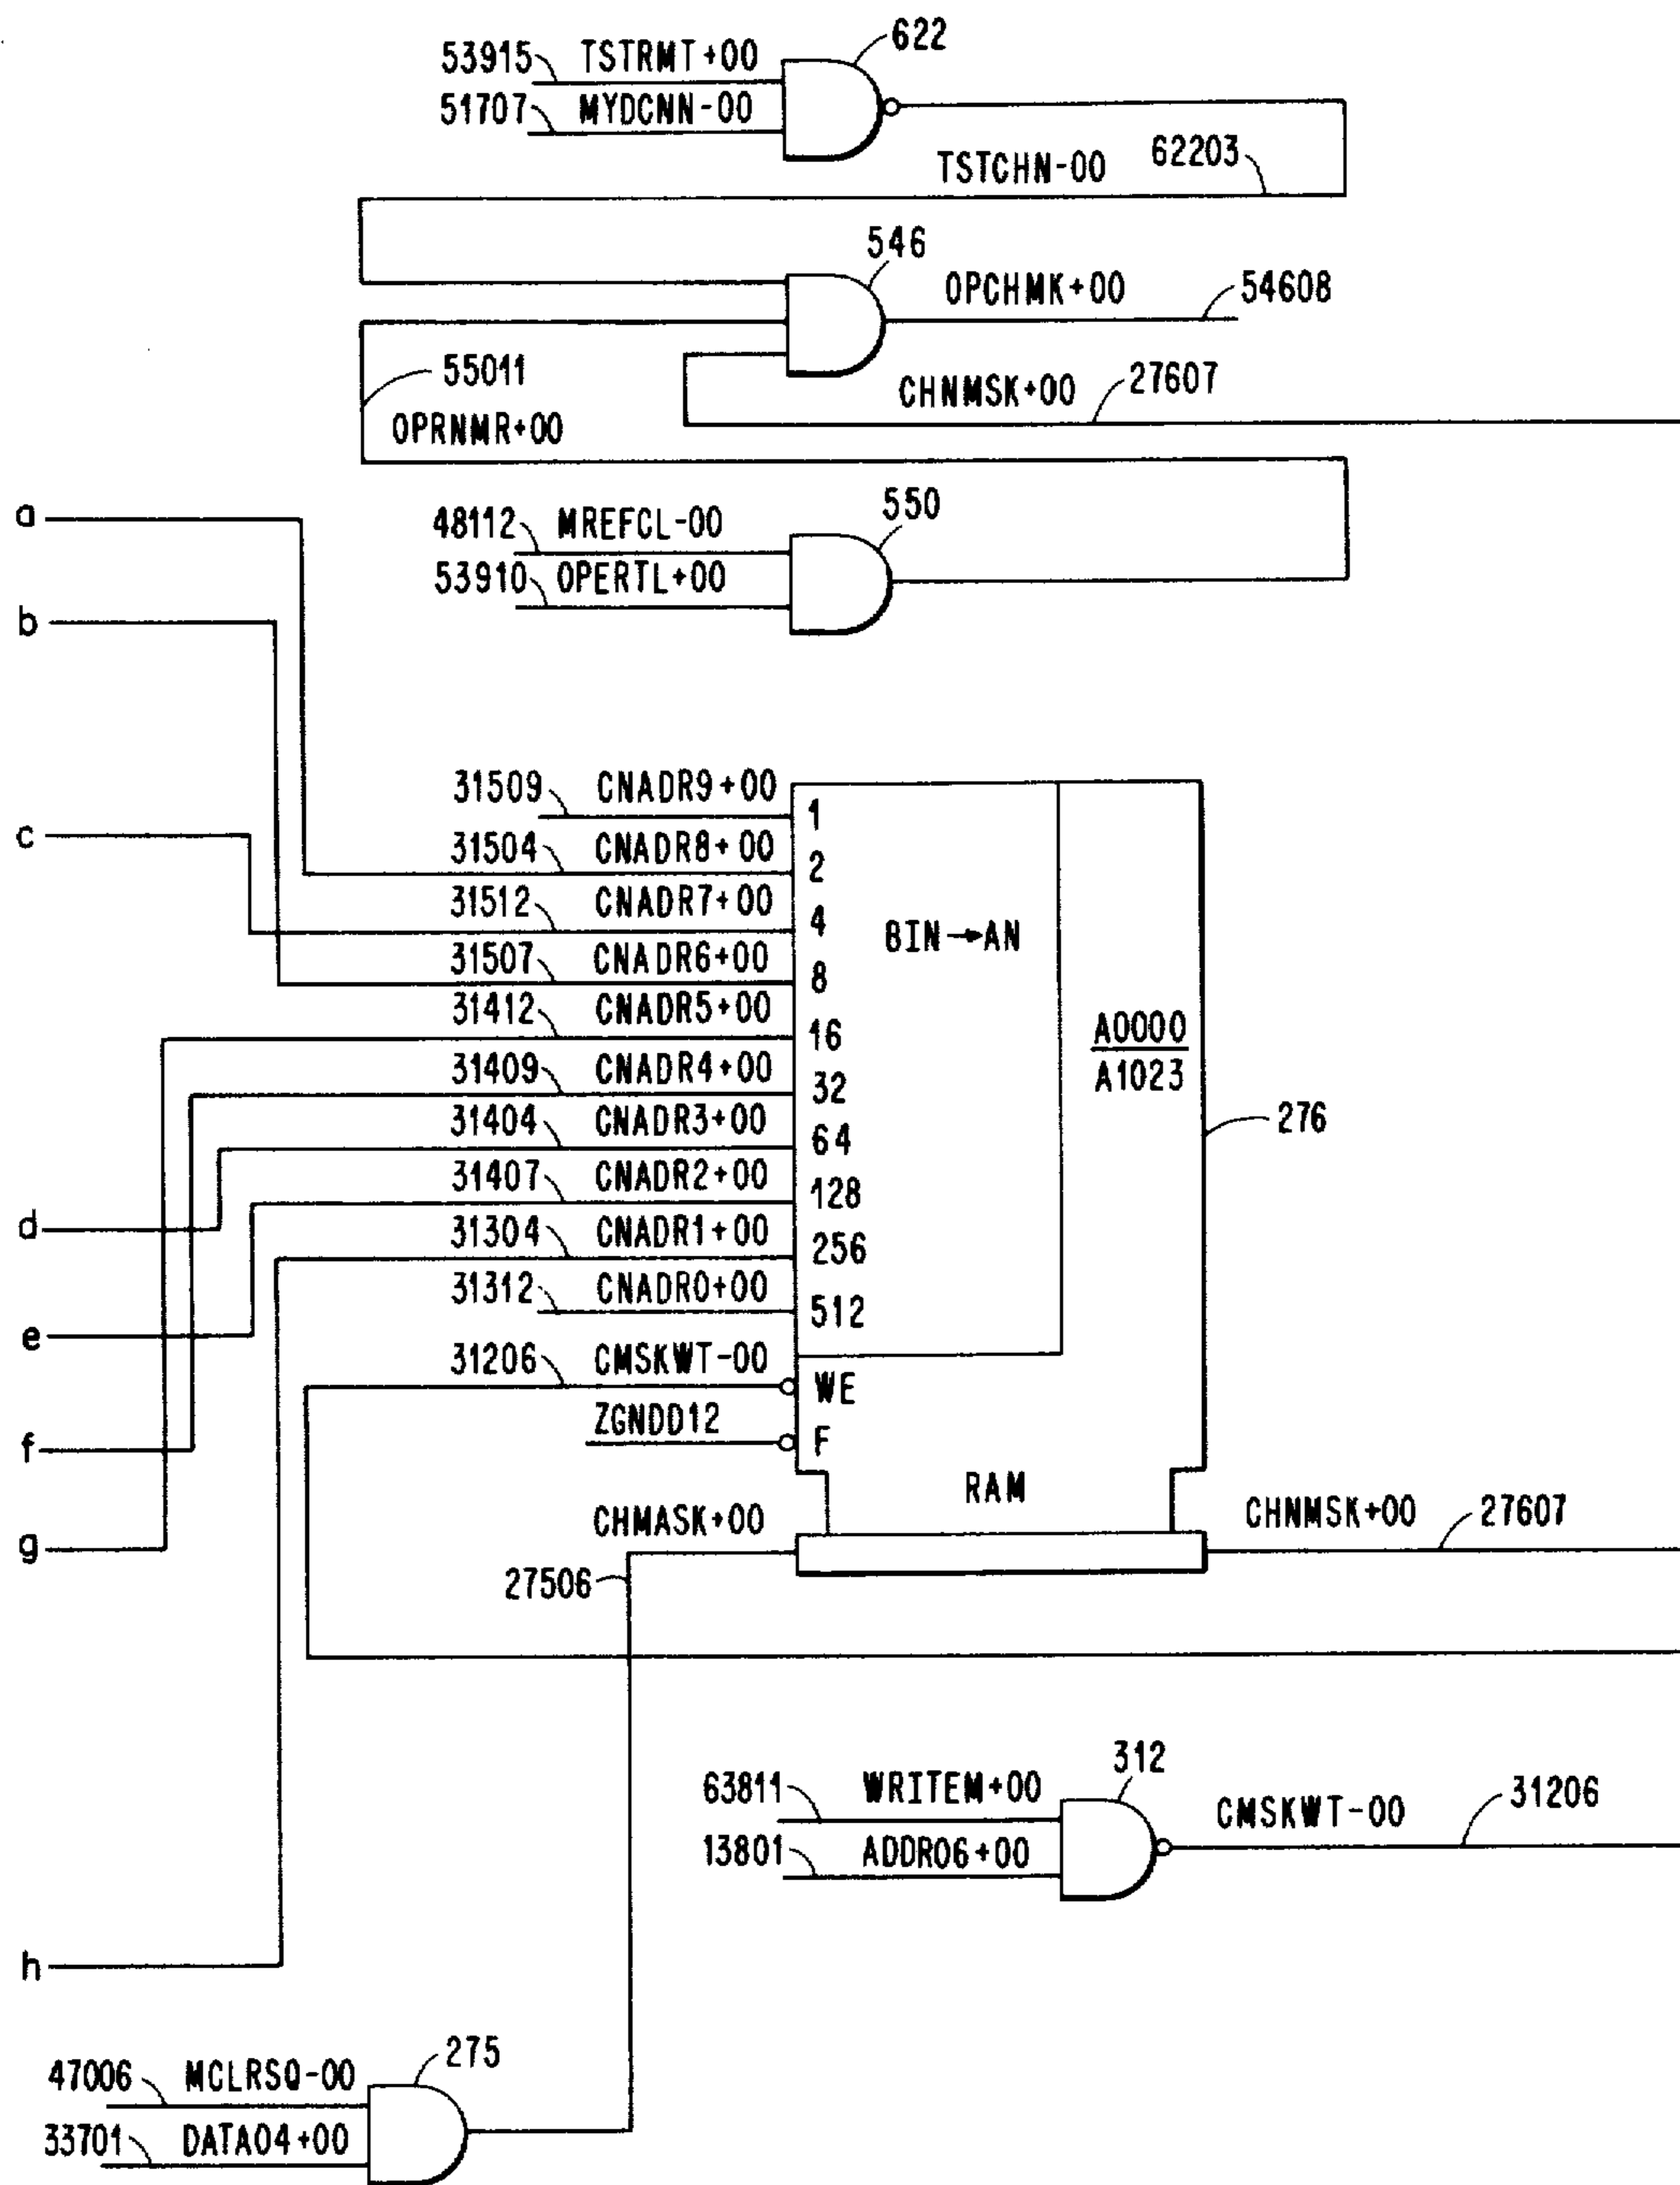 622
53915 TSTRMT+00
51707 MYDCNN-00
TSTCHN-00 62203
546
OPCHMK+00 54608
55011
CHNMSK+00 27607
OPRNMR+00
550
a
48112 MREFCL-00
53910 OPERTL+00
b
31509 CNADR9+00 1
c
31504 CNADR8+00 2
31512 CNADR7+00 4
BIN→AN
31507 CNADR6+00 8
31412 CNADR5+00 16
A0000
31409 CNADR4+00 32
A1023
31404 CNADR3+00 64
276
31407 CNADR2+00 128
d
31304 CNADR1+00 256
31312 CNADR0+00 512
e
31206 CMSKWT-00 WE
ZGNDD12 F
f
RAM
CHMASK+00
CHNMSK+00 27607
g
27506
312
63811 WRITEM+00
CMSKWT-00 31206
13801 ADDR06+00
h
275
47006 MCLRSQ-00
33701 DATA04+00